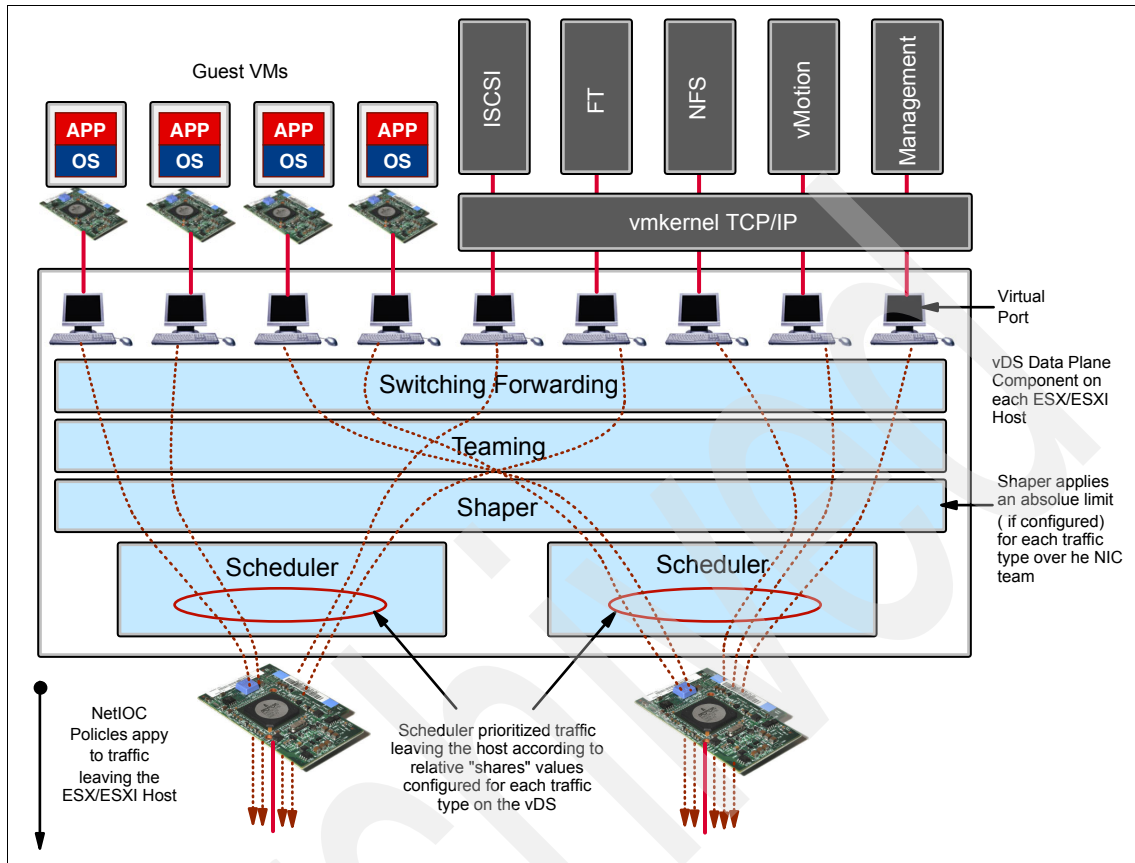 Guest VMs
APP
OS
APP
OS
APP
OS
APP
OS
ISCSI
FT
NFS
vMotion
Management
vmkernel TCP/IP
Virtual
Port
Switching Forwarding
vDS Data Plane
Component on
each ESX/ESXI
Host
Teaming
Shaper
Shaper applies
an absolue limit
( if configured)
for each traffic
type over he NIC
team
Scheduler
Scheduler
NetIOC
Policles appy
to traffic
leaving the
ESX/ESXI Host
Scheduler prioritized traffic
leaving the host according to
relative "shares" values
configured for each traffic
type on the vDS